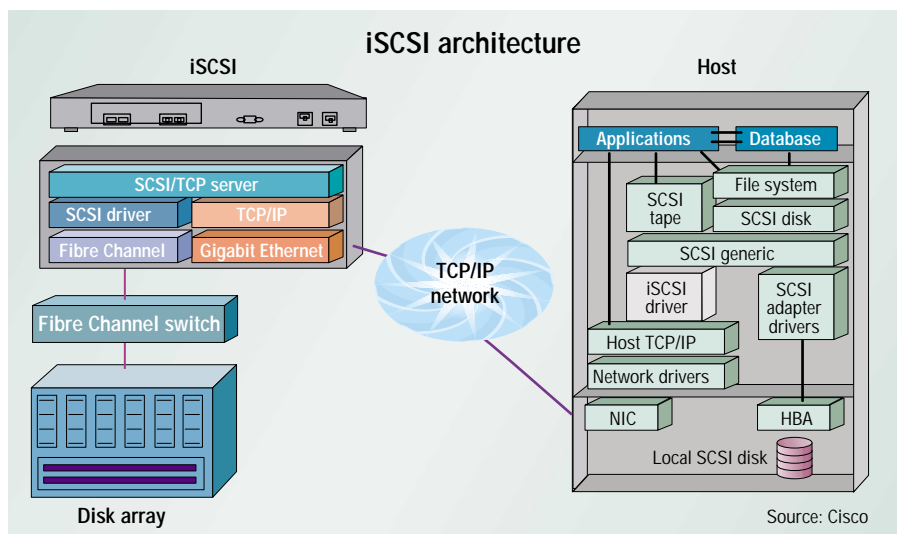 iSCSI architecture
iSCSI
SCSI/TCP server
SCSI driver
TCP/IP
Fibre Channel
Gigabit Ethernet
Fibre Channel switch
Disk array
TCP/IP
network
Host
Applications
Database
SCSI
tape
File system
SCSI disk
SCSI generic
iSCSI
driver
SCSI
adapter
drivers
Host TCP/IP
Network drivers
NIC
HBA
Local SCSI disk
Source: Cisco